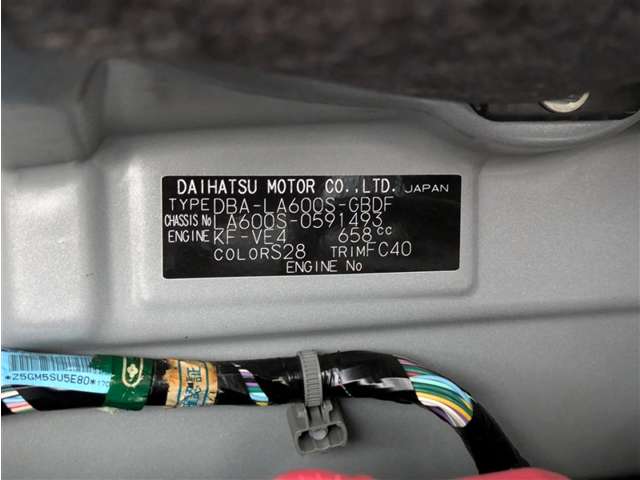 DAIHATSU MOTOR CO.,LTD. JAPAN
TYPE DBA-LA600S-GBDF
CHASSIS No LA600S-0591493
ENGINE KF-VE4 658cc
COLOR S28 TRIM FC40
ENGINE No
*25GM5SU5E80*